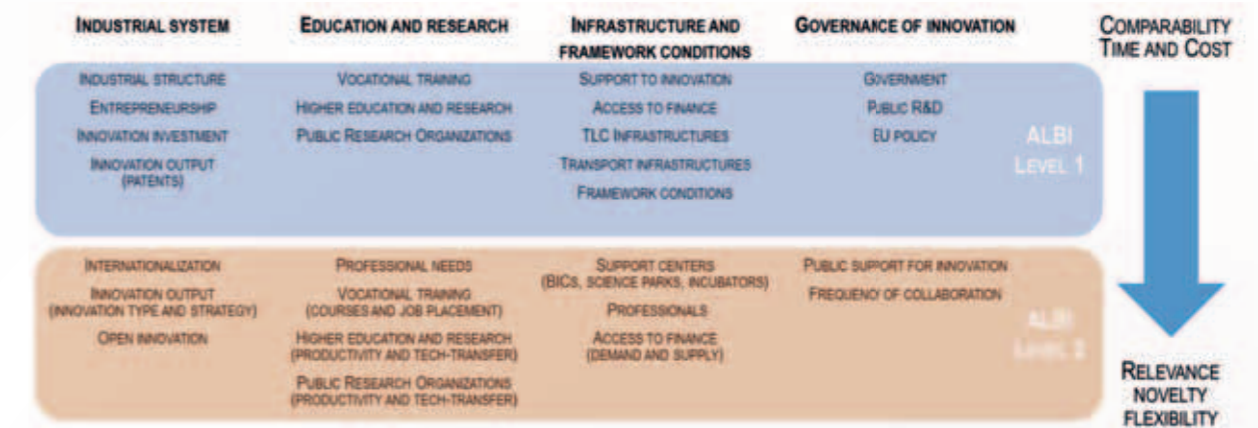 INDUSTRIAL SYSTEM
EDUCATION AND RESEARCH
INFRASTRUCTURE AND
FRAMEWORK CONDITIONS
GOVERNANCE OF INNOVATION
COMPARABILITY
TIME AND COST
INDUSTRIAL STRUCTURE
ENTREPRENEURSHIP
INNOVATION INVESTMENT
INNOVATION OUTPUT
(PATENTS)
VOCATIONAL TRAINING
HIGHER EDUCATION AND RESEARCH
PUBLIC RESEARCH ORGANIZATIONS
SUPPORT TO INNOVATION
ACCESS TO FINANCE
TLC INFRASTRUCTURES
TRANSPORT INFRASTRUCTURES
FRAMEWORK CONDITIONS
GOVERNMENT
PUBLIC R&D
EU POLICY
ALBI
LEVEL 1
INTERNATIONALIZATION
INNOVATION OUTPUT
(INNOVATION TYPE AND STRATEGY)
OPEN INNOVATION
PROFESSIONAL NEEDS
VOCATIONAL TRAINING
(COURSES AND JOB PLACEMENT)
HIGHER EDUCATION AND RESEARCH
(PRODUCTIVITY AND TECH-TRANSFER)
PUBLIC RESEARCH ORGANIZATIONS
(PRODUCTIVITY AND TECH-TRANSFER)
SUPPORT CENTERS
(BICS, SCIENCE PARKS, INCUBATORS)
PROFESSIONALS
ACCESS TO FINANCE
(DEMAND AND SUPPLY)
PUBLIC SUPPORT FOR INNOVATION
FREQUENCY OF COLLABORATION
ALBI
LEVEL 2
RELEVANCE
NOVELTY
FLEXIBILITY